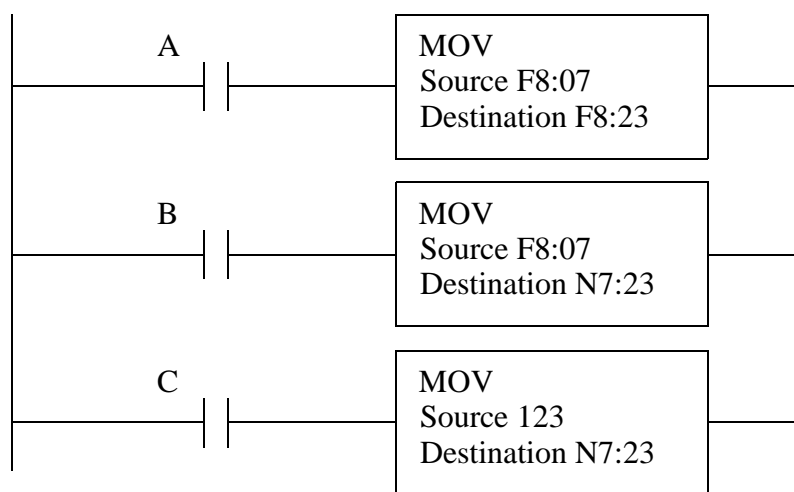 A
MOV
Source F8:07
Destination F8:23
B
MOV
Source F8:07
Destination N7:23
C
MOV
Source 123
Destination N7:23